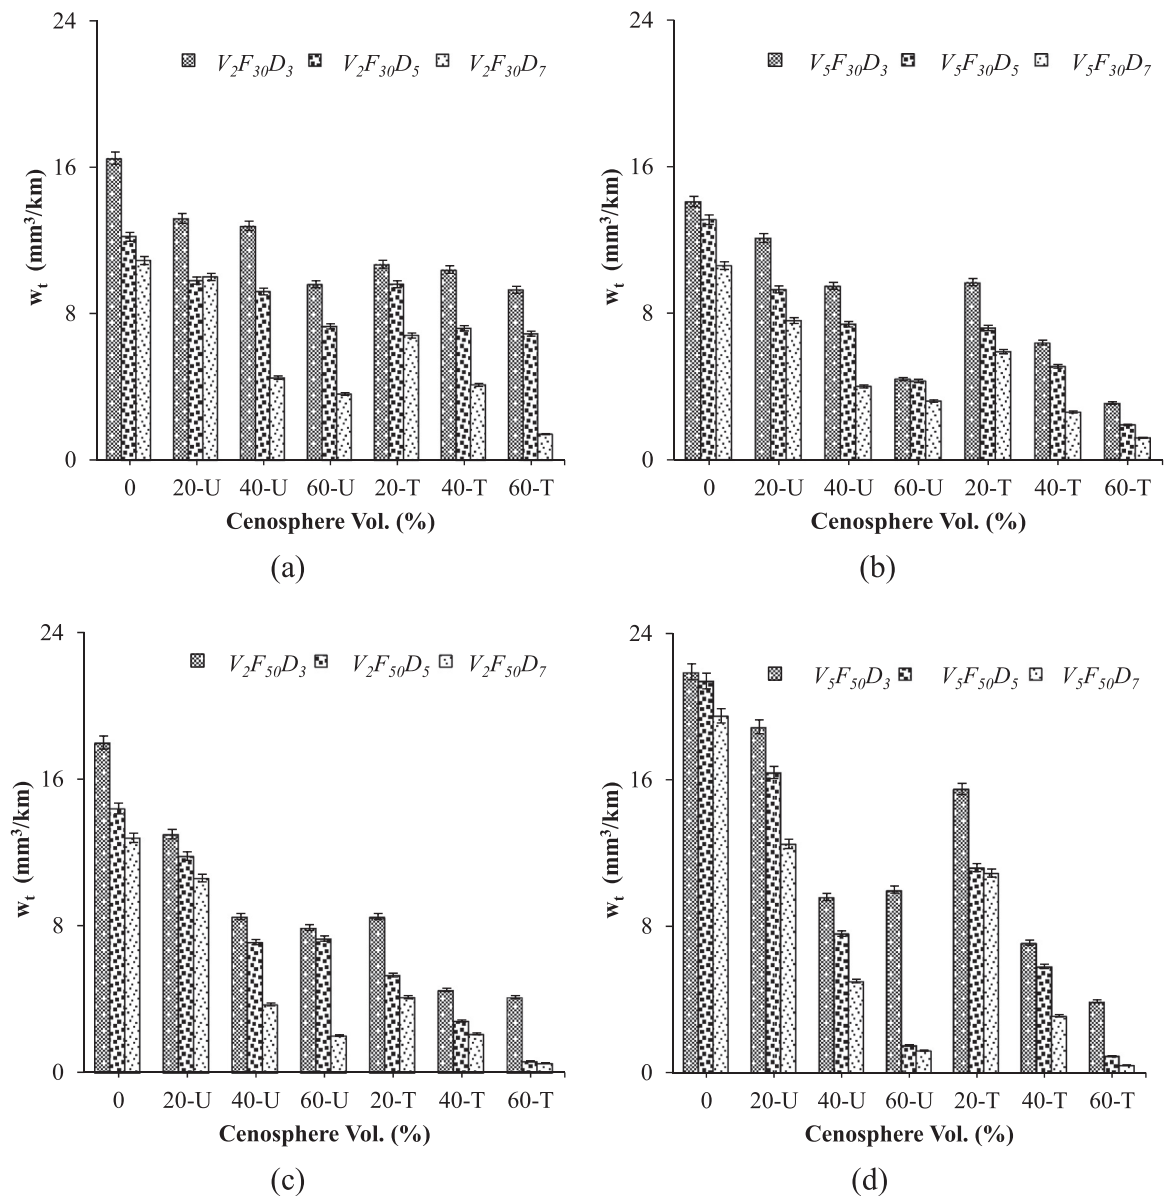 24
V2F30D3 V2F30D5 V2F30D7
16
8
0
wt (mm³/km)
0 20-U 40-U 60-U 20-T 40-T 60-T
Cenosphere Vol. (%)
(a)
24
V5F30D3 V5F30D5 V5F30D7
16
8
0
wt (mm³/km)
0 20-U 40-U 60-U 20-T 40-T 60-T
Cenosphere Vol. (%)
(b)
24
V2F50D3 V2F50D5 V2F50D7
16
8
0
wt (mm³/km)
0 20-U 40-U 60-U 20-T 40-T 60-T
Cenosphere Vol. (%)
(c)
24
V5F50D3 V5F50D5 V5F50D7
16
8
0
wt (mm³/km)
0 20-U 40-U 60-U 20-T 40-T 60-T
Cenosphere Vol. (%)
(d)